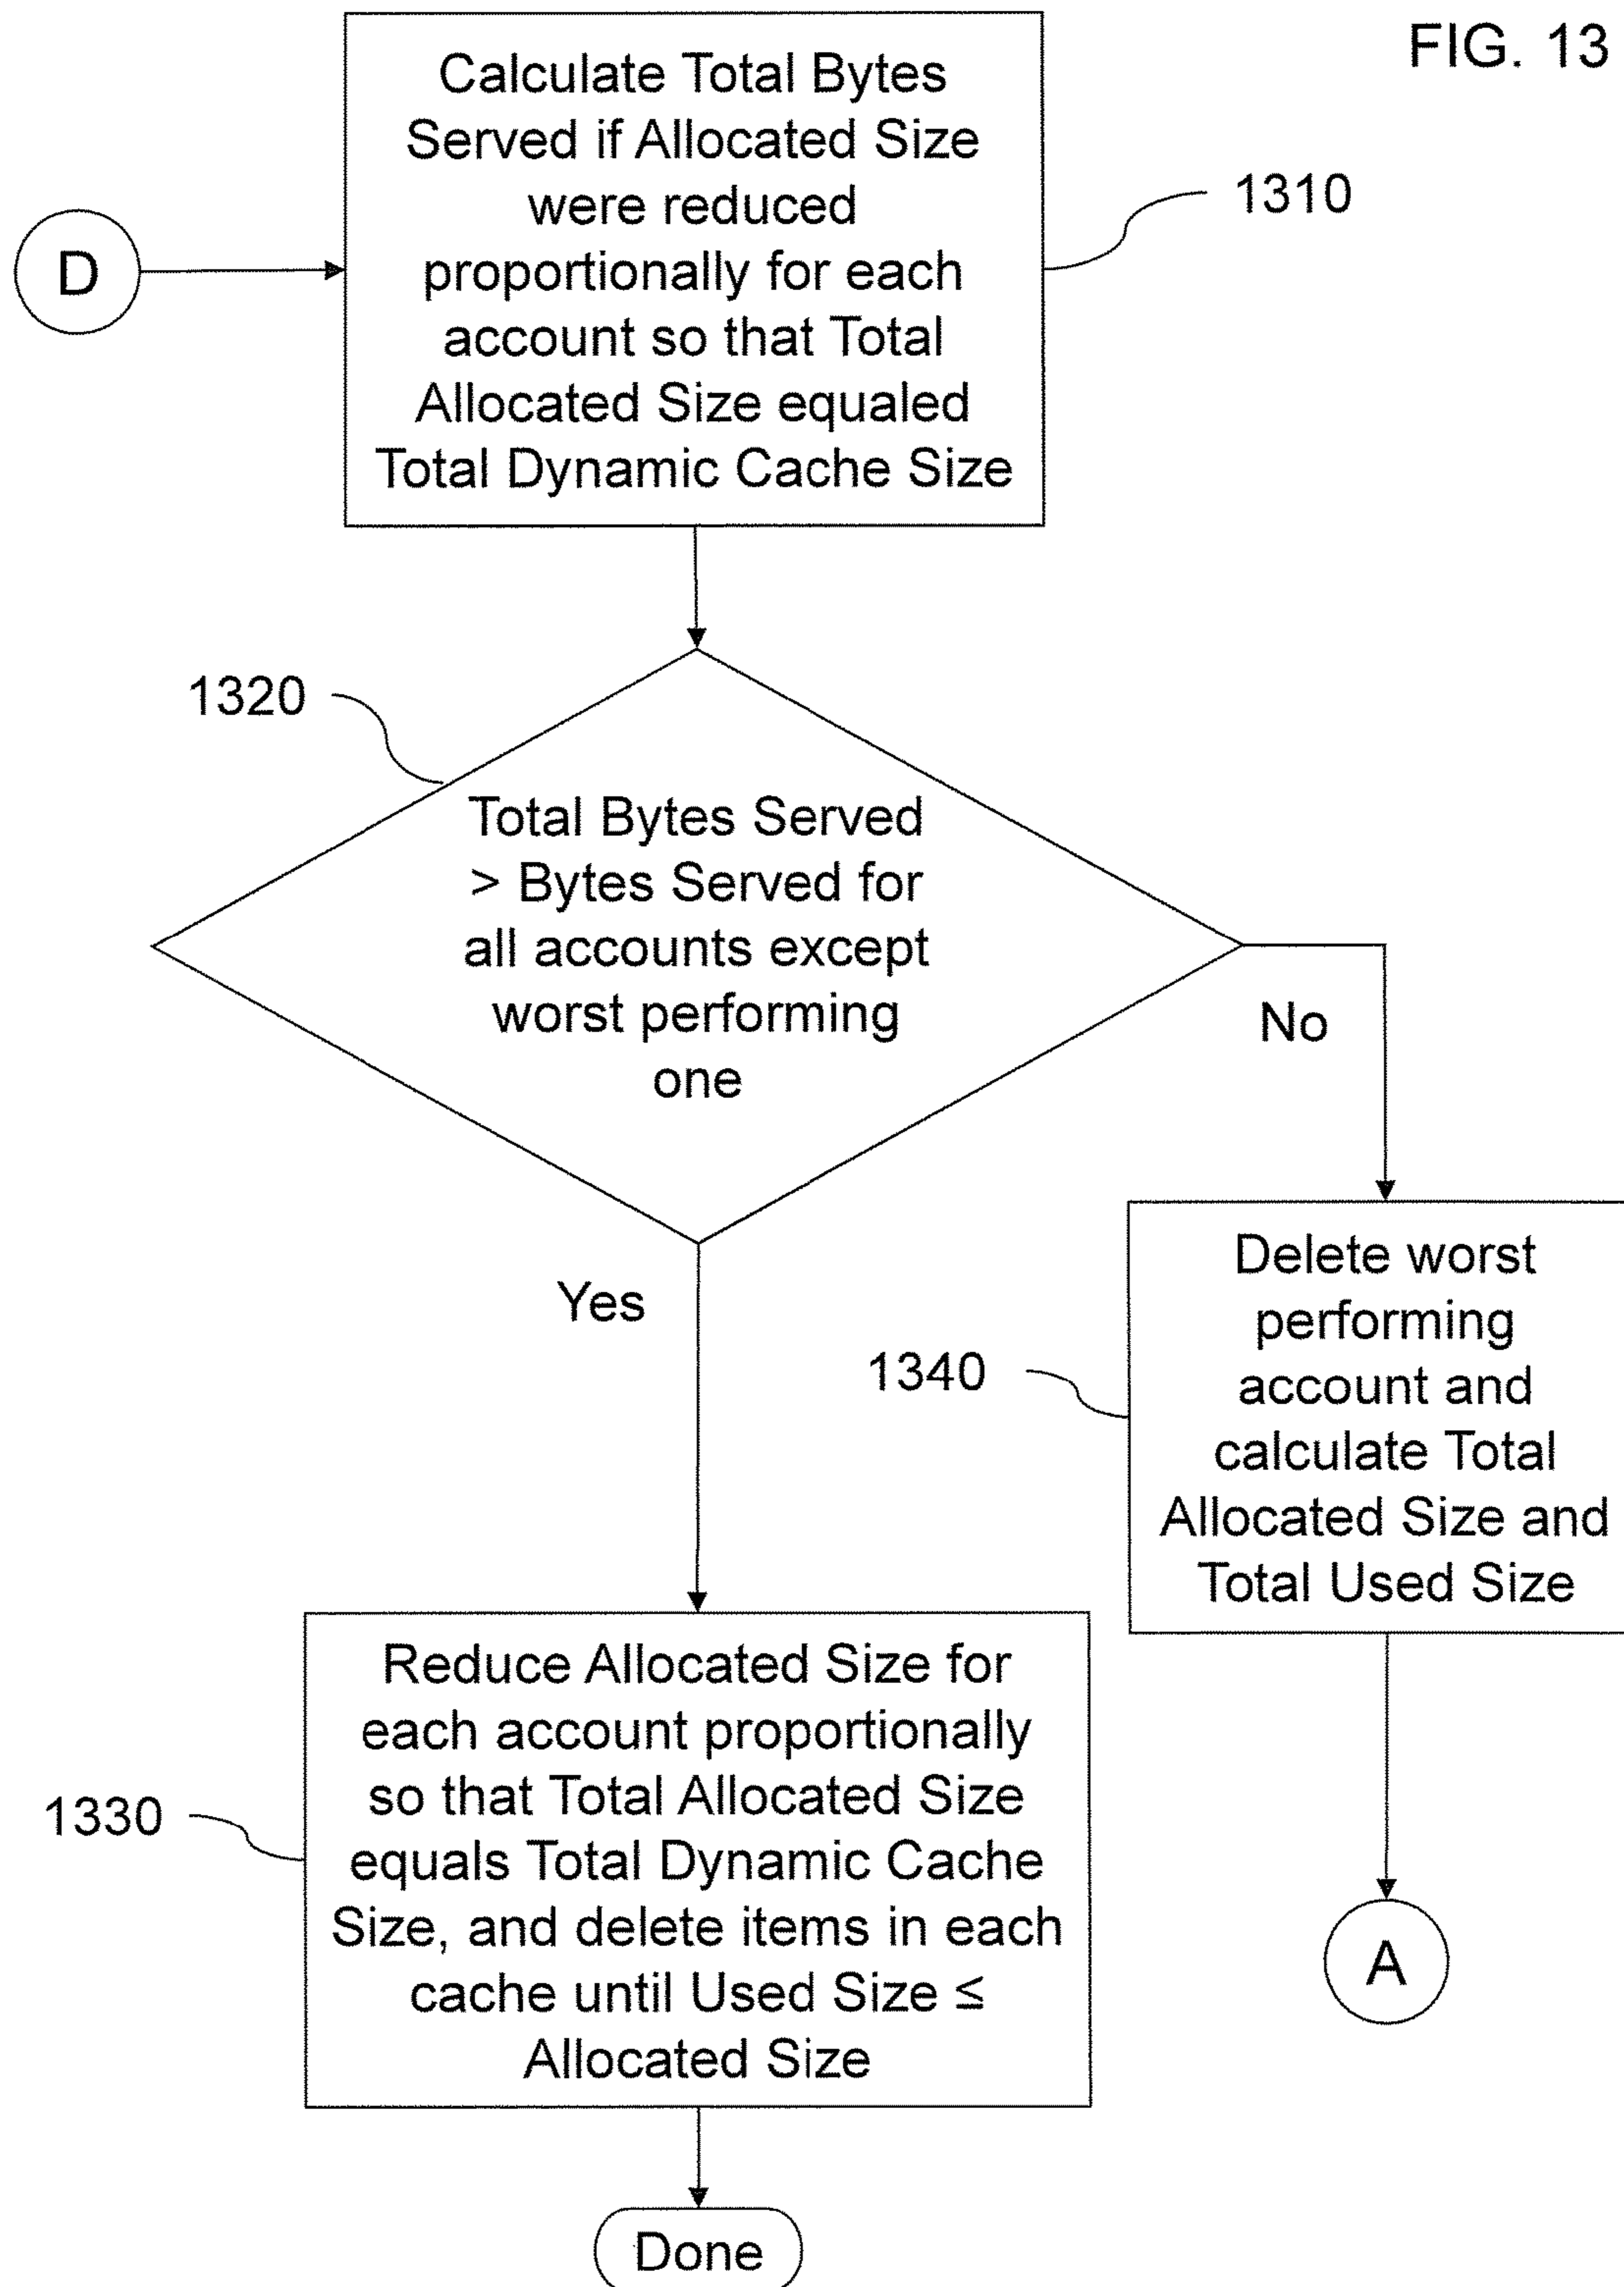 FIG. 13
Calculate Total Bytes
Served if Allocated Size
were reduced
proportionally for each
account so that Total
Allocated Size equaled
Total Dynamic Cache Size
1310
D
1320
Total Bytes Served
> Bytes Served for
all accounts except
worst performing
one
No
Yes
Delete worst
performing
account and
calculate Total
Allocated Size and
Total Used Size
1340
Reduce Allocated Size for
each account proportionally
so that Total Allocated Size
equals Total Dynamic Cache
Size, and delete items in each
cache until Used Size ≤
Allocated Size
1330
A
Done